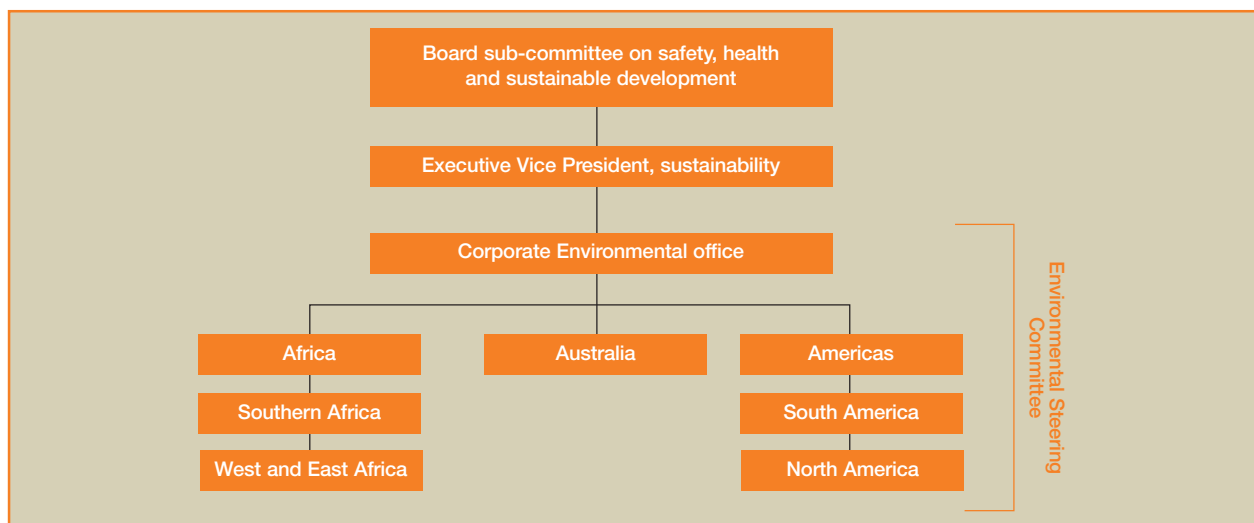 Board sub-committee on safety, health
and sustainable development
Executive Vice President, sustainability
Corporate Environmental office
Africa
Australia
Americas
Southern Africa
South America
West and East Africa
North America
Environmental Steering
Committee